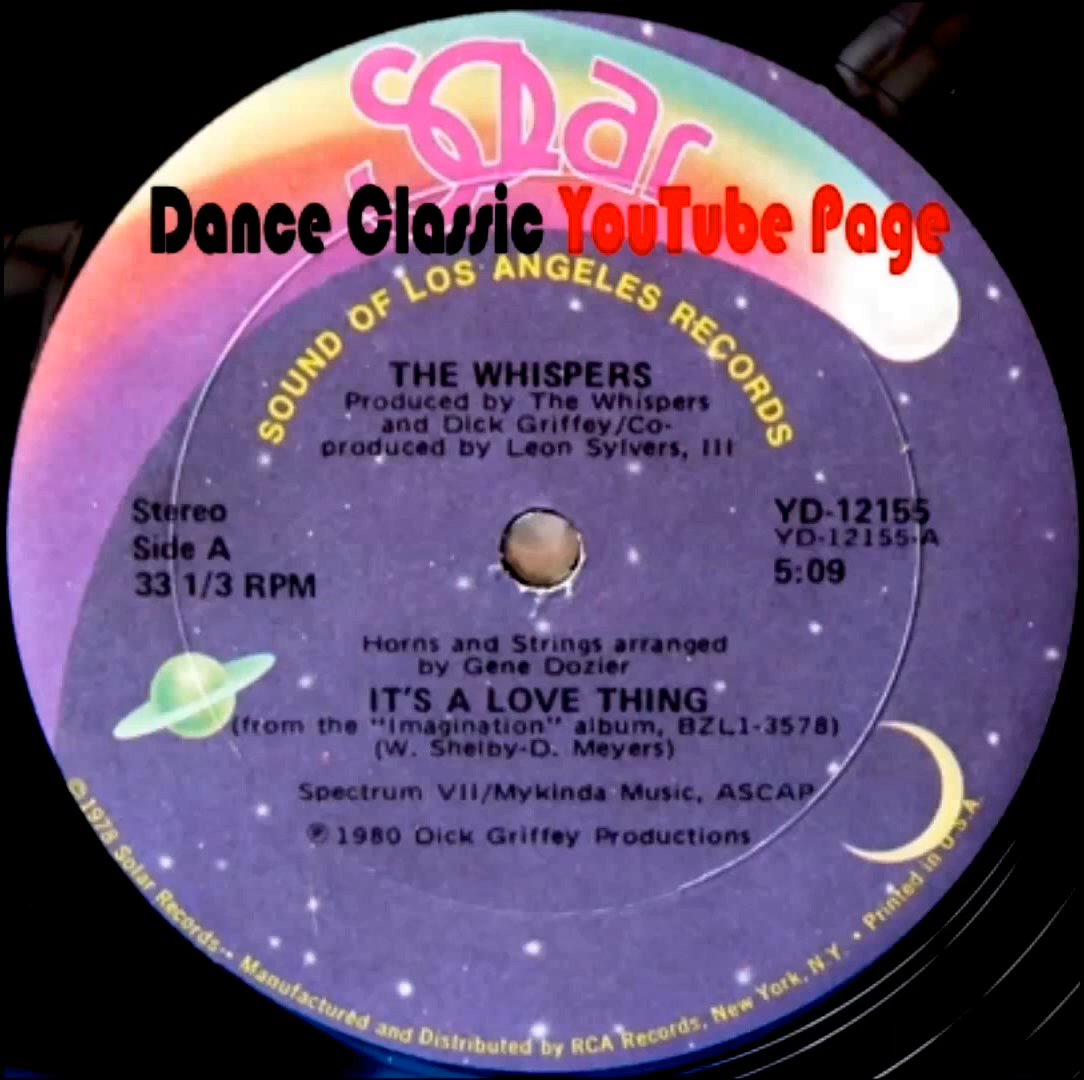 Solar
Dance Classic YouTube Page
SOUND OF LOS ANGELES RECORDS
THE WHISPERS
Produced by The Whispers
and Dick Griffey/Co-
produced by Leon Sylvers, III
Stereo
Side A
33 1/3 RPM
YD-12155
YD-12155-A
5:09
Horns and Strings arranged
by Gene Dozier
IT'S A LOVE THING
(from the "Imagination" album, BZL1-3578)
(W. Shelby-D. Meyers)
Spectrum VII/Mykinda Music, ASCAP
℗ 1980 Dick Griffey Productions
©1978 Solar Records-- Manufactured and Distributed by RCA Records, New York, N.Y. • Printed in U.S.A.